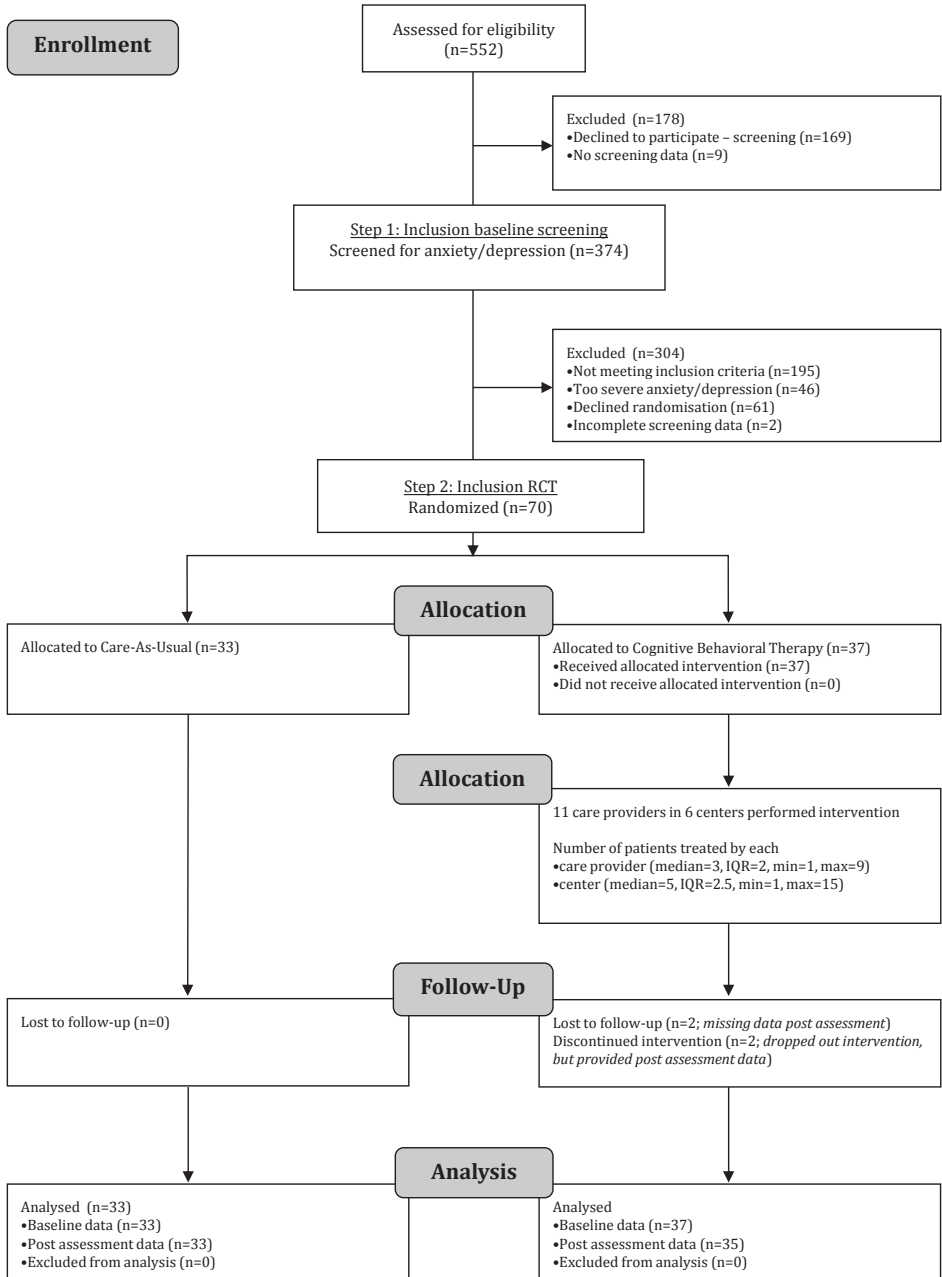 Enrollment
Assessed for eligibility
(n=552)
Excluded (n=178)
•Declined to participate – screening (n=169)
•No screening data (n=9)
Step 1: Inclusion baseline screening
Screened for anxiety/depression (n=374)
Excluded (n=304)
•Not meeting inclusion criteria (n=195)
•Too severe anxiety/depression (n=46)
•Declined randomisation (n=61)
•Incomplete screening data (n=2)
Step 2: Inclusion RCT
Randomized (n=70)
Allocation
Allocated to Care-As-Usual (n=33)
Allocated to Cognitive Behavioral Therapy (n=37)
•Received allocated intervention (n=37)
•Did not receive allocated intervention (n=0)
Allocation
11 care providers in 6 centers performed intervention
Number of patients treated by each
•care provider (median=3, IQR=2, min=1, max=9)
•center (median=5, IQR=2.5, min=1, max=15)
Follow-Up
Lost to follow-up (n=0)
Lost to follow-up (n=2; missing data post assessment)
Discontinued intervention (n=2; dropped out intervention,
but provided post assessment data)
Analysis
Analysed (n=33)
•Baseline data (n=33)
•Post assessment data (n=33)
•Excluded from analysis (n=0)
Analysed
•Baseline data (n=37)
•Post assessment data (n=35)
•Excluded from analysis (n=0)